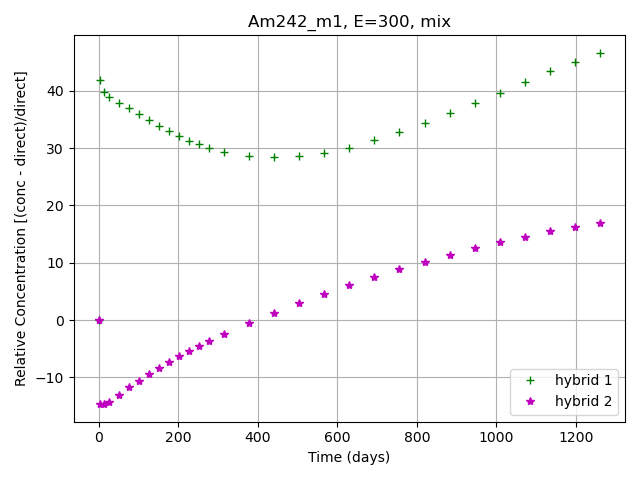 Am242_m1, E=300, mix
Relative Concentration [(conc - direct)/direct]
40
30
20
10
0
−10
0
200
400
600
800
1000
1200
Time (days)
hybrid 1
hybrid 2